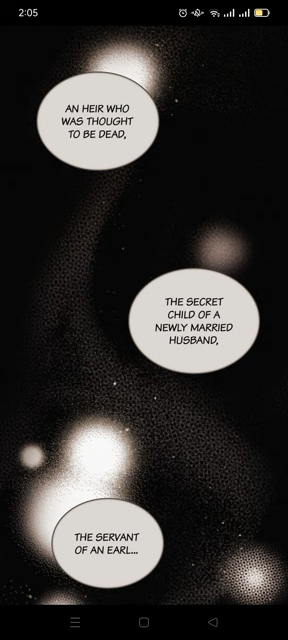 2:05
AN HEIR WHO
WAS THOUGHT
TO BE DEAD,
THE SECRET
CHILD OF A
NEWLY MARRIED
HUSBAND,
THE SERVANT
OF AN EARL...